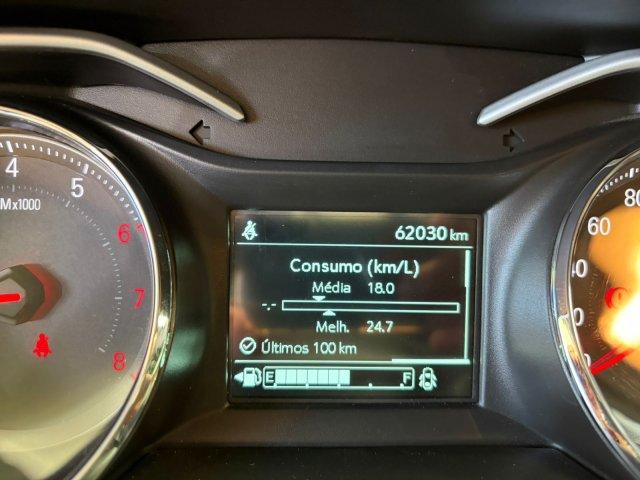 4
5
Mx1000
6
7
8
62030 km
Consumo (km/L)
Média 18.0
-.-
Melh. 24.7
Últimos 100 km
E F
80
60